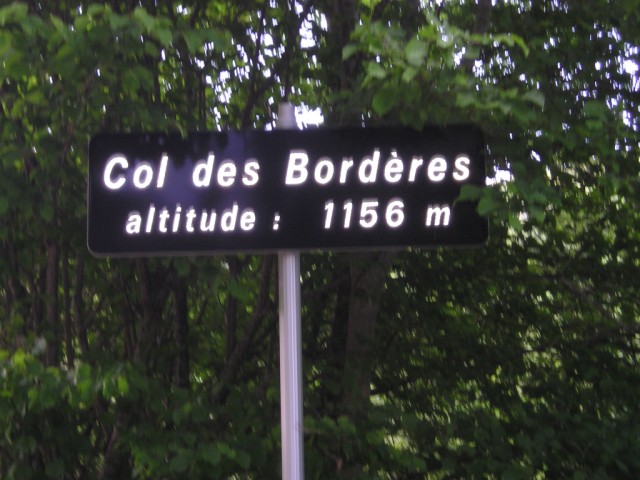 Col des Bordères
altitude : 1156 m